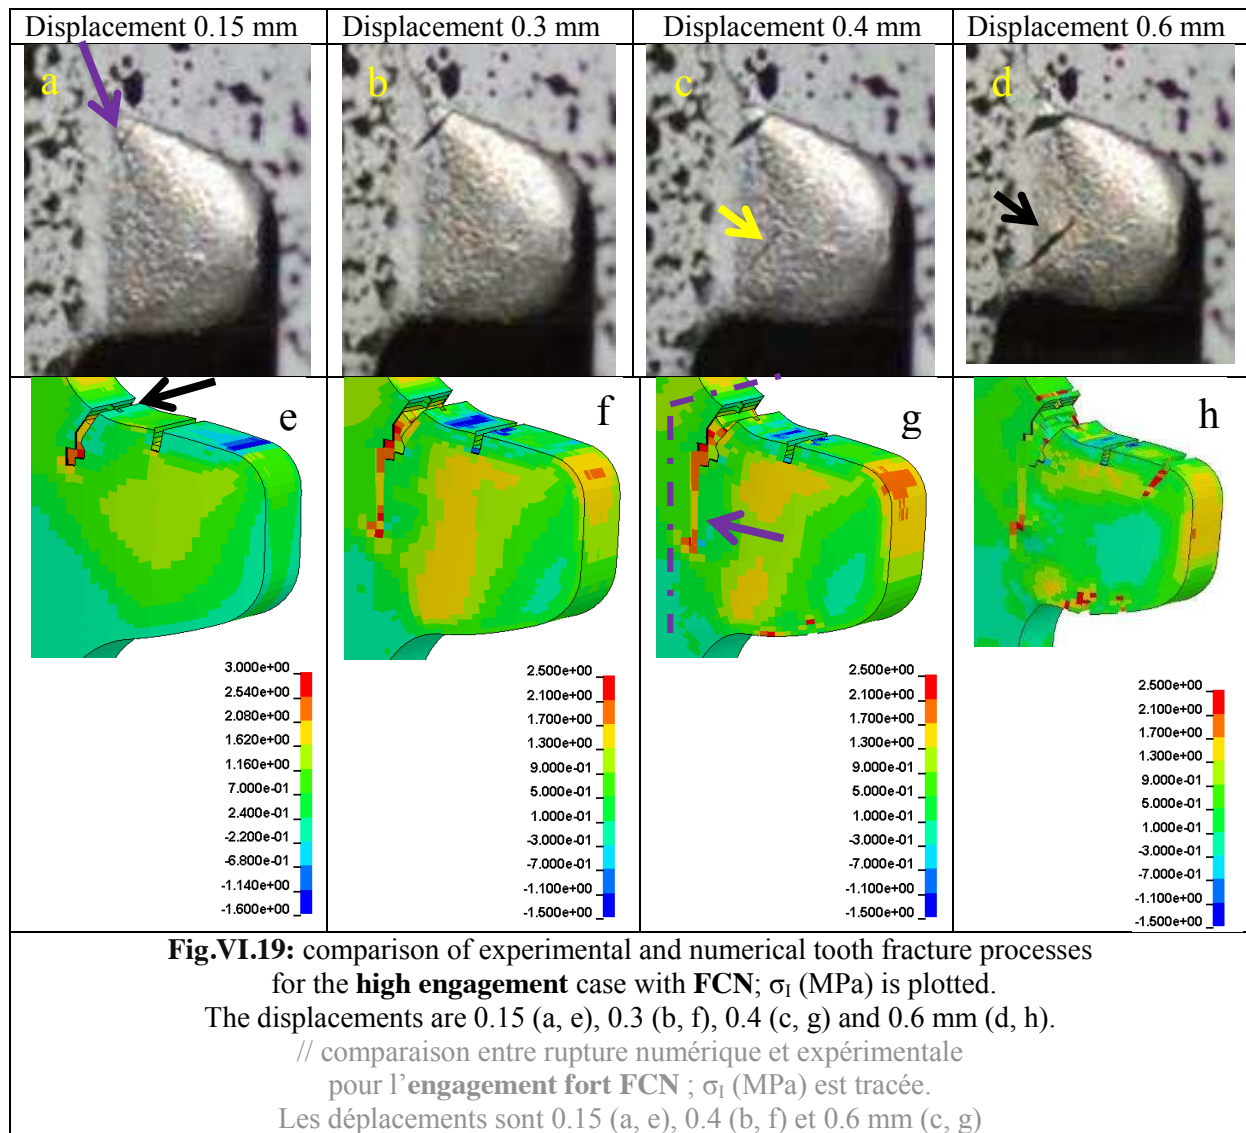 Displacement 0.15 mm
Displacement 0.3 mm
Displacement 0.4 mm
Displacement 0.6 mm
a
b
c
d
e
f
g
h
3.000e+00
2.540e+00
2.080e+00
1.620e+00
1.160e+00
7.000e-01
2.400e-01
-2.200e-01
-6.800e-01
-1.140e+00
-1.600e+00
2.500e+00
2.100e+00
1.700e+00
1.300e+00
9.000e-01
5.000e-01
1.000e-01
-3.000e-01
-7.000e-01
-1.100e+00
-1.500e+00
2.500e+00
2.100e+00
1.700e+00
1.300e+00
9.000e-01
5.000e-01
1.000e-01
-3.000e-01
-7.000e-01
-1.100e+00
-1.500e+00
2.500e+00
2.100e+00
1.700e+00
1.300e+00
9.000e-01
5.000e-01
1.000e-01
-3.000e-01
-7.000e-01
-1.100e+00
-1.500e+00
Fig.VI.19: comparison of experimental and numerical tooth fracture processes
for the high engagement case with FCN; σI (MPa) is plotted.
The displacements are 0.15 (a, e), 0.3 (b, f), 0.4 (c, g) and 0.6 mm (d, h).
// comparaison entre rupture numérique et expérimentale
pour l’engagement fort FCN ; σI (MPa) est tracée.
Les déplacements sont 0.15 (a, e), 0.4 (b, f) et 0.6 mm (c, g)